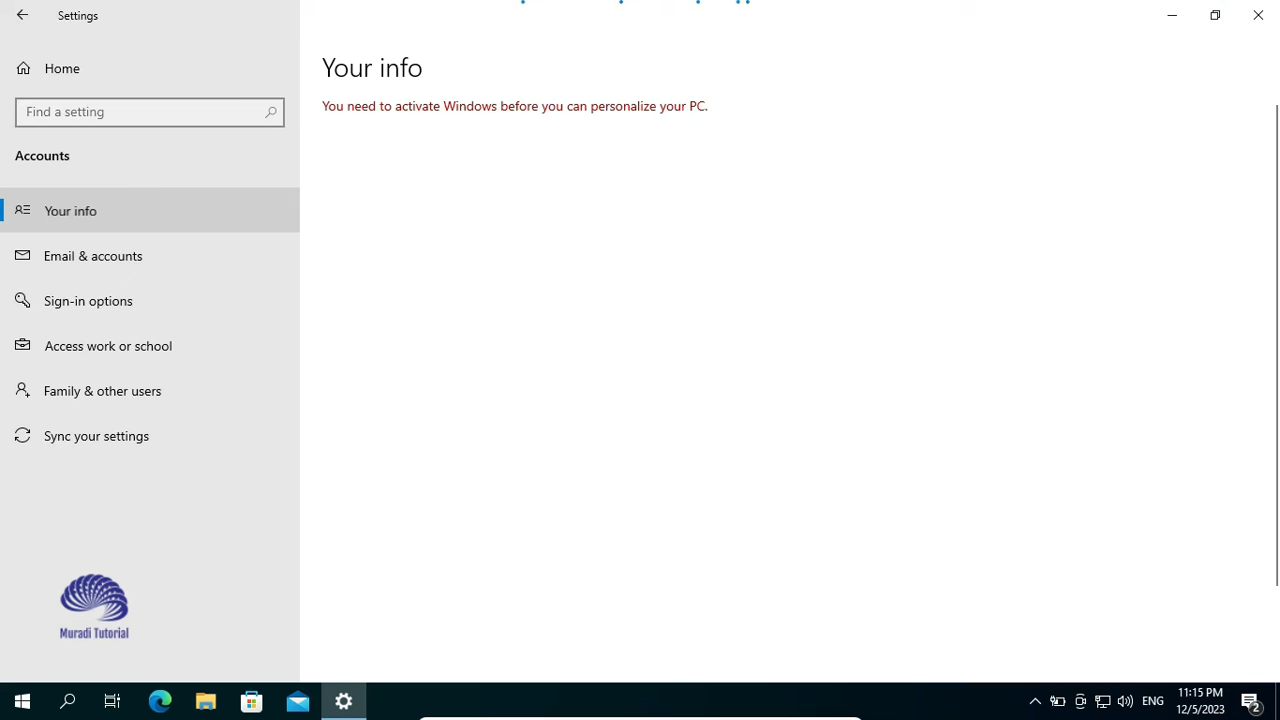 Settings
Home
Find a setting
Accounts
Your info
Email & accounts
Sign-in options
Access work or school
Family & other users
Sync your settings
Muradi Tutorial
Your info
You need to activate Windows before you can personalize your PC.
ENG
11:15 PM
12/5/2023
2